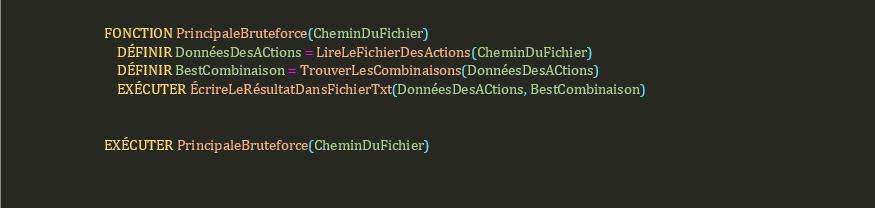 FONCTION PrincipaleBruteforce(CheminDuFichier)
DÉFINIR DonnéesDesACtions = LireLeFichierDesActions(CheminDuFichier)
DÉFINIR BestCombinaison = TrouverLesCombinaisons(DonnéesDesACtions)
EXÉCUTER ÉcrireLeRésultatDansFichierTxt(DonnéesDesACtions, BestCombinaison)
EXÉCUTER PrincipaleBruteforce(CheminDuFichier)